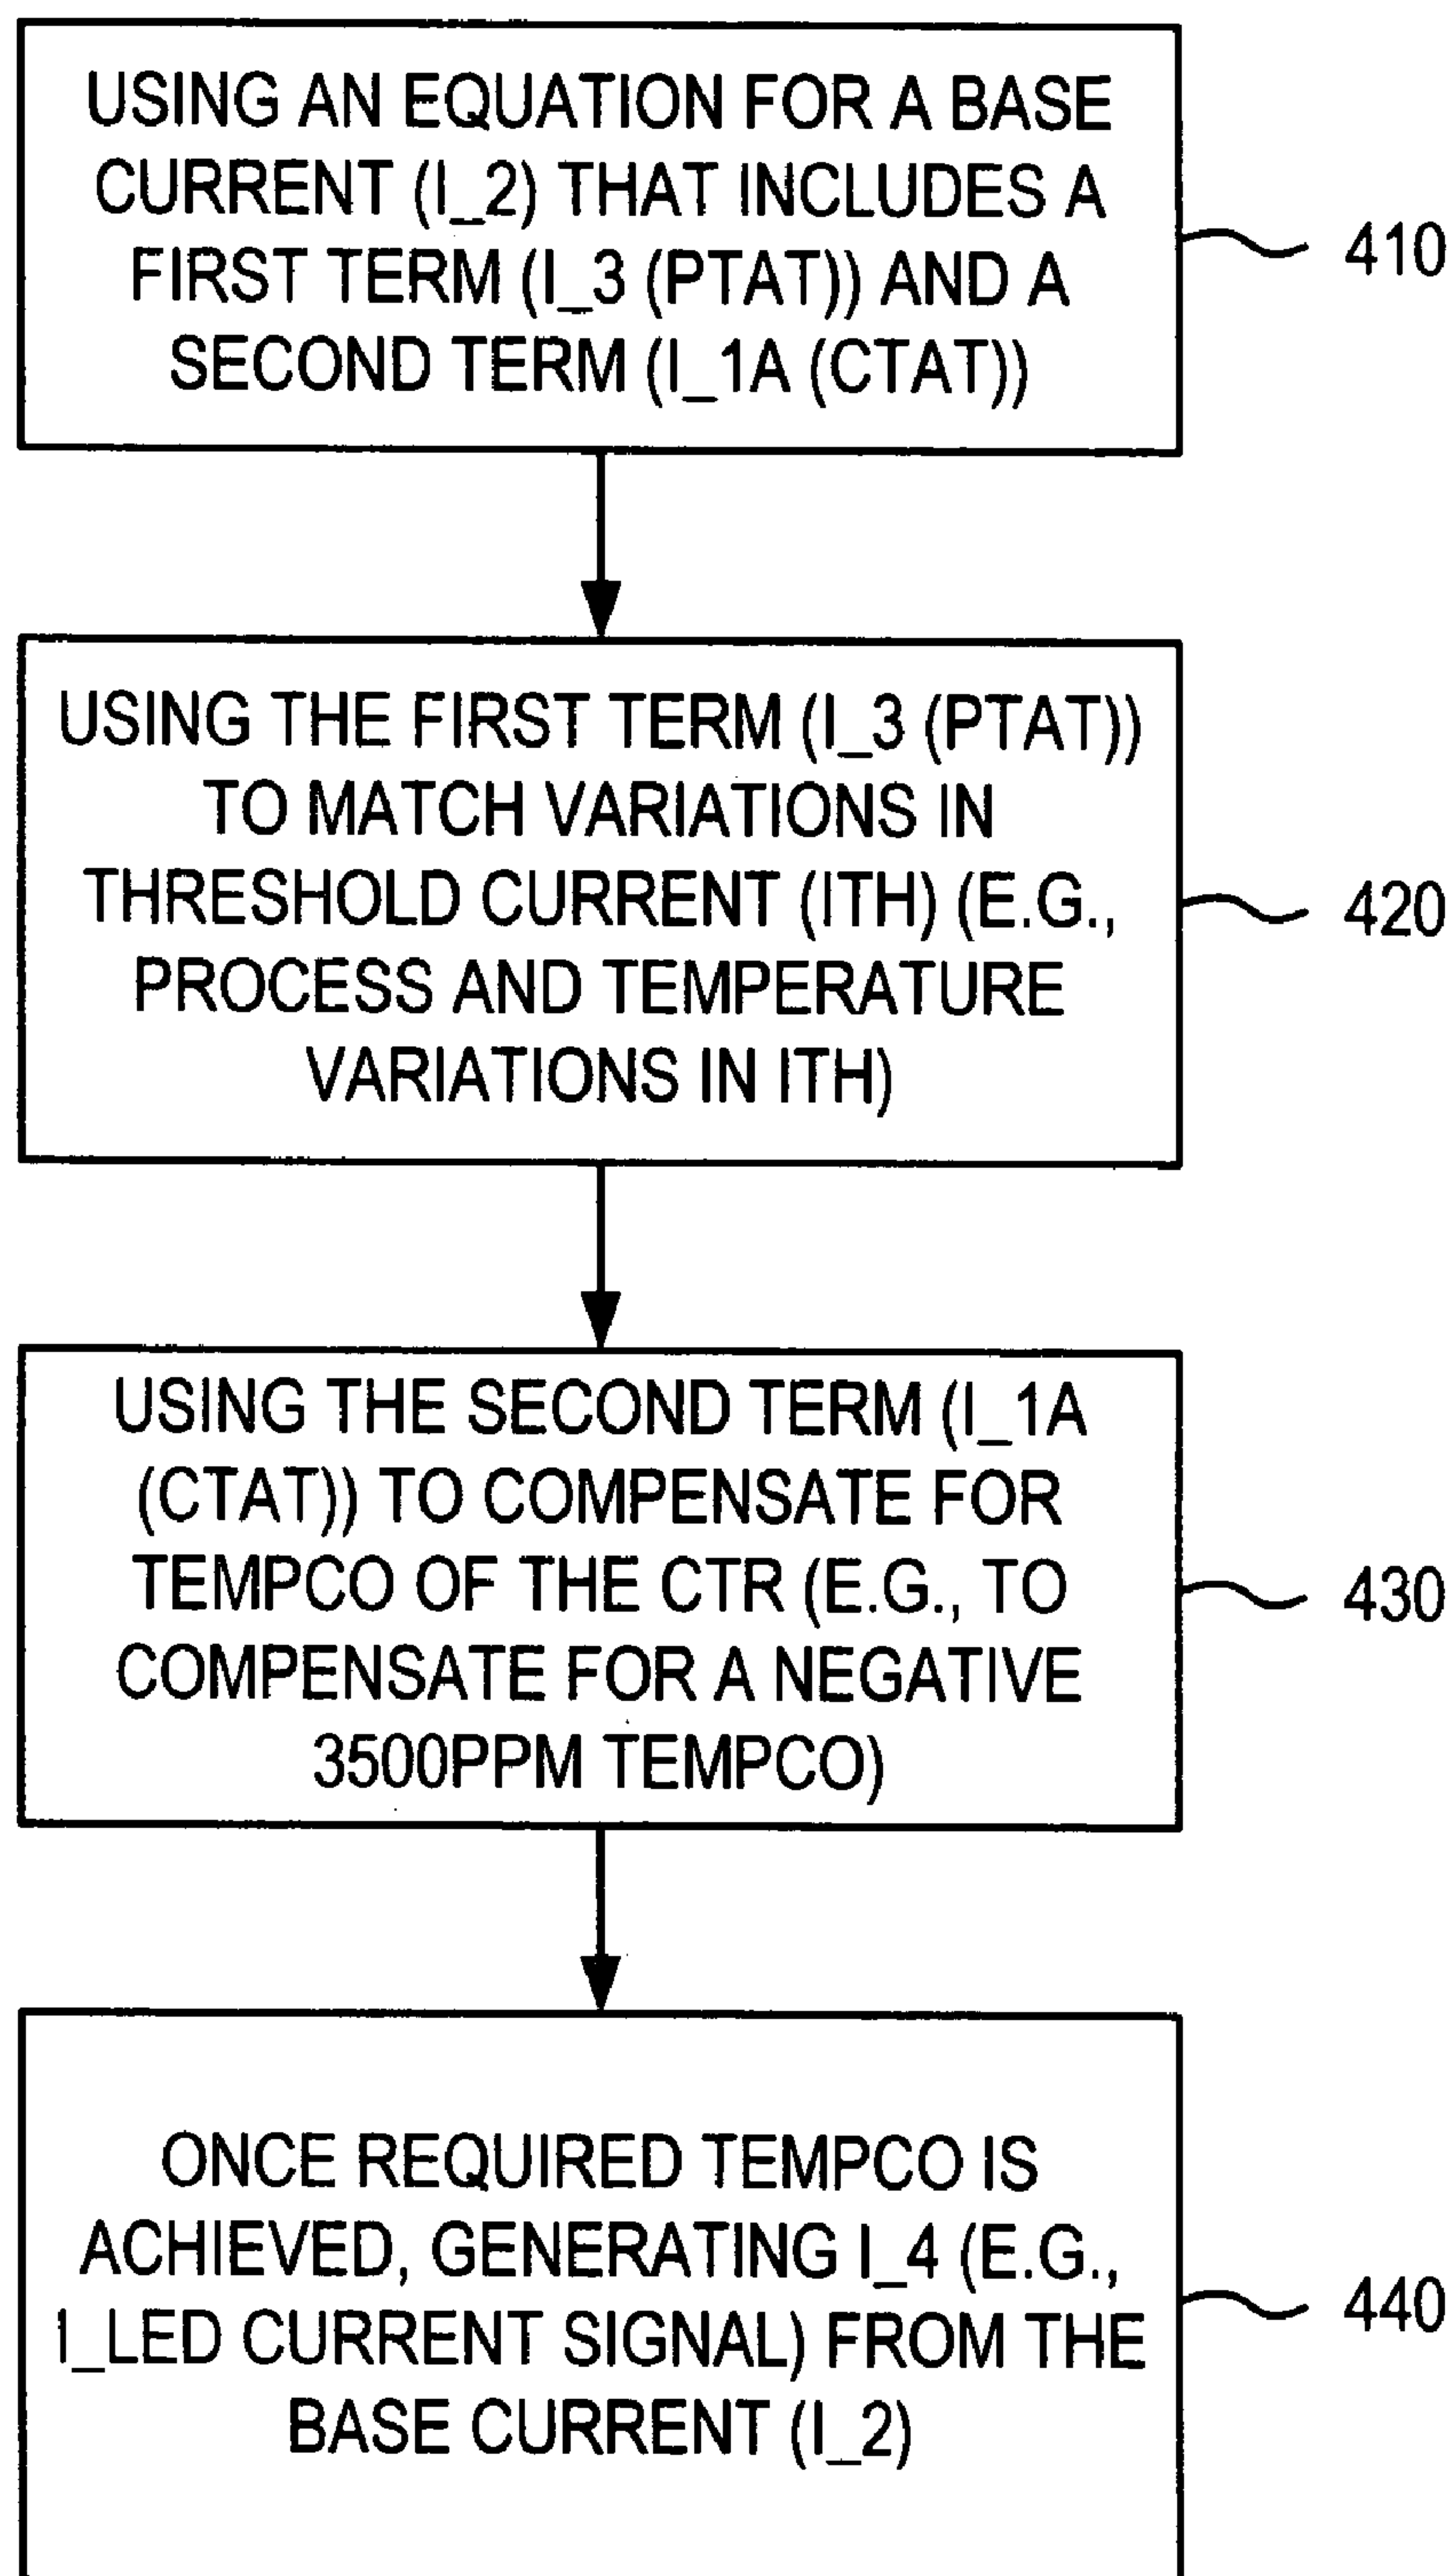 USING AN EQUATION FOR A BASE
CURRENT (I_2) THAT INCLUDES A
FIRST TERM (I_3 (PTAT)) AND A
SECOND TERM (I_1A (CTAT))
410
USING THE FIRST TERM (I_3 (PTAT))
TO MATCH VARIATIONS IN
THRESHOLD CURRENT (ITH) (E.G.,
PROCESS AND TEMPERATURE
VARIATIONS IN ITH)
420
USING THE SECOND TERM (I_1A
(CTAT)) TO COMPENSATE FOR
TEMPCO OF THE CTR (E.G., TO
COMPENSATE FOR A NEGATIVE
3500PPM TEMPCO)
430
ONCE REQUIRED TEMPCO IS
ACHIEVED, GENERATING I_4 (E.G.,
I_LED CURRENT SIGNAL) FROM THE
BASE CURRENT (I_2)
440